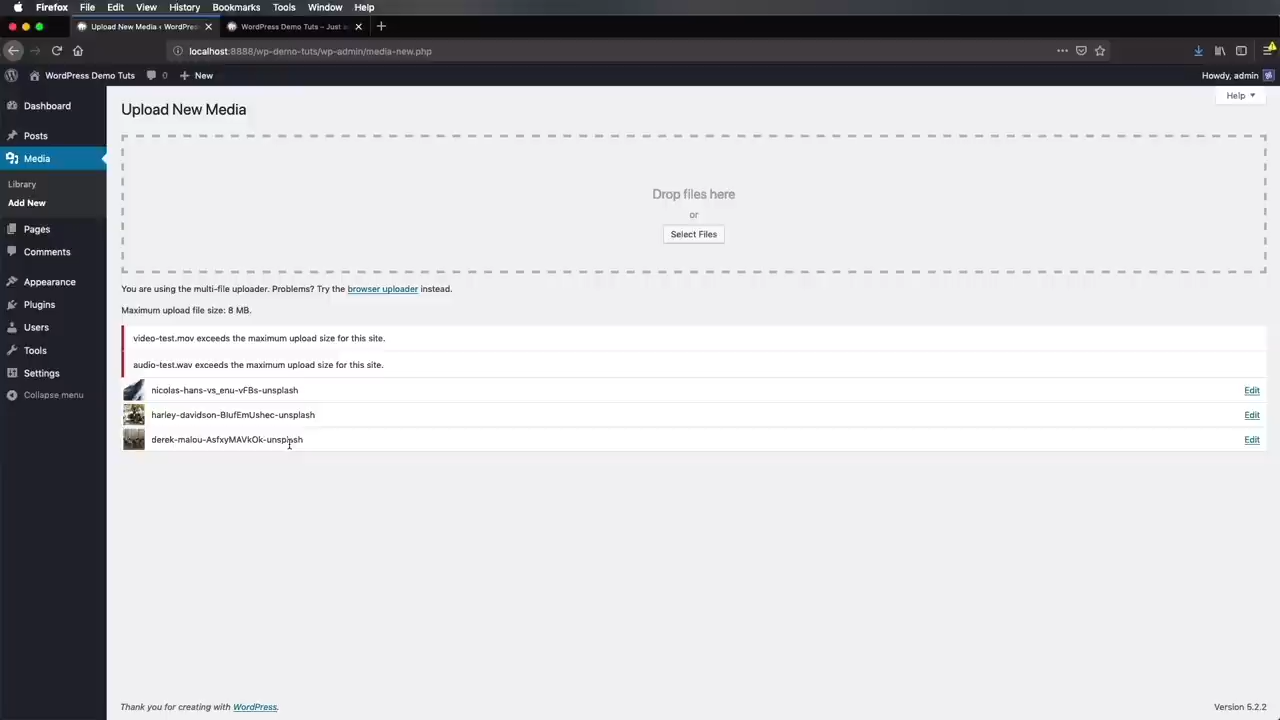 Firefox File Edit View History Bookmarks Tools Window Help
Upload New Media ‹ WordPres
WordPress Demo Tuts – Just a
localhost:8888/wp-demo-tuts/wp-admin/media-new.php
WordPress Demo Tuts 0 New
Howdy, admin
Help
Upload New Media
Dashboard
Posts
Media
Library
Add New
Pages
Comments
Appearance
Plugins
Users
Tools
Settings
Collapse menu
Drop files here
or
Select Files
You are using the multi-file uploader. Problems? Try the browser uploader instead.
Maximum upload file size: 8 MB.
video-test.mov exceeds the maximum upload size for this site.
audio-test.wav exceeds the maximum upload size for this site.
nicolas-hans-vs_enu-vFBs-unsplash Edit
harley-davidson-BIufEmUshec-unsplash Edit
derek-malou-AsfxyMAVkOk-unsplash Edit
Thank you for creating with WordPress.
Version 5.2.2